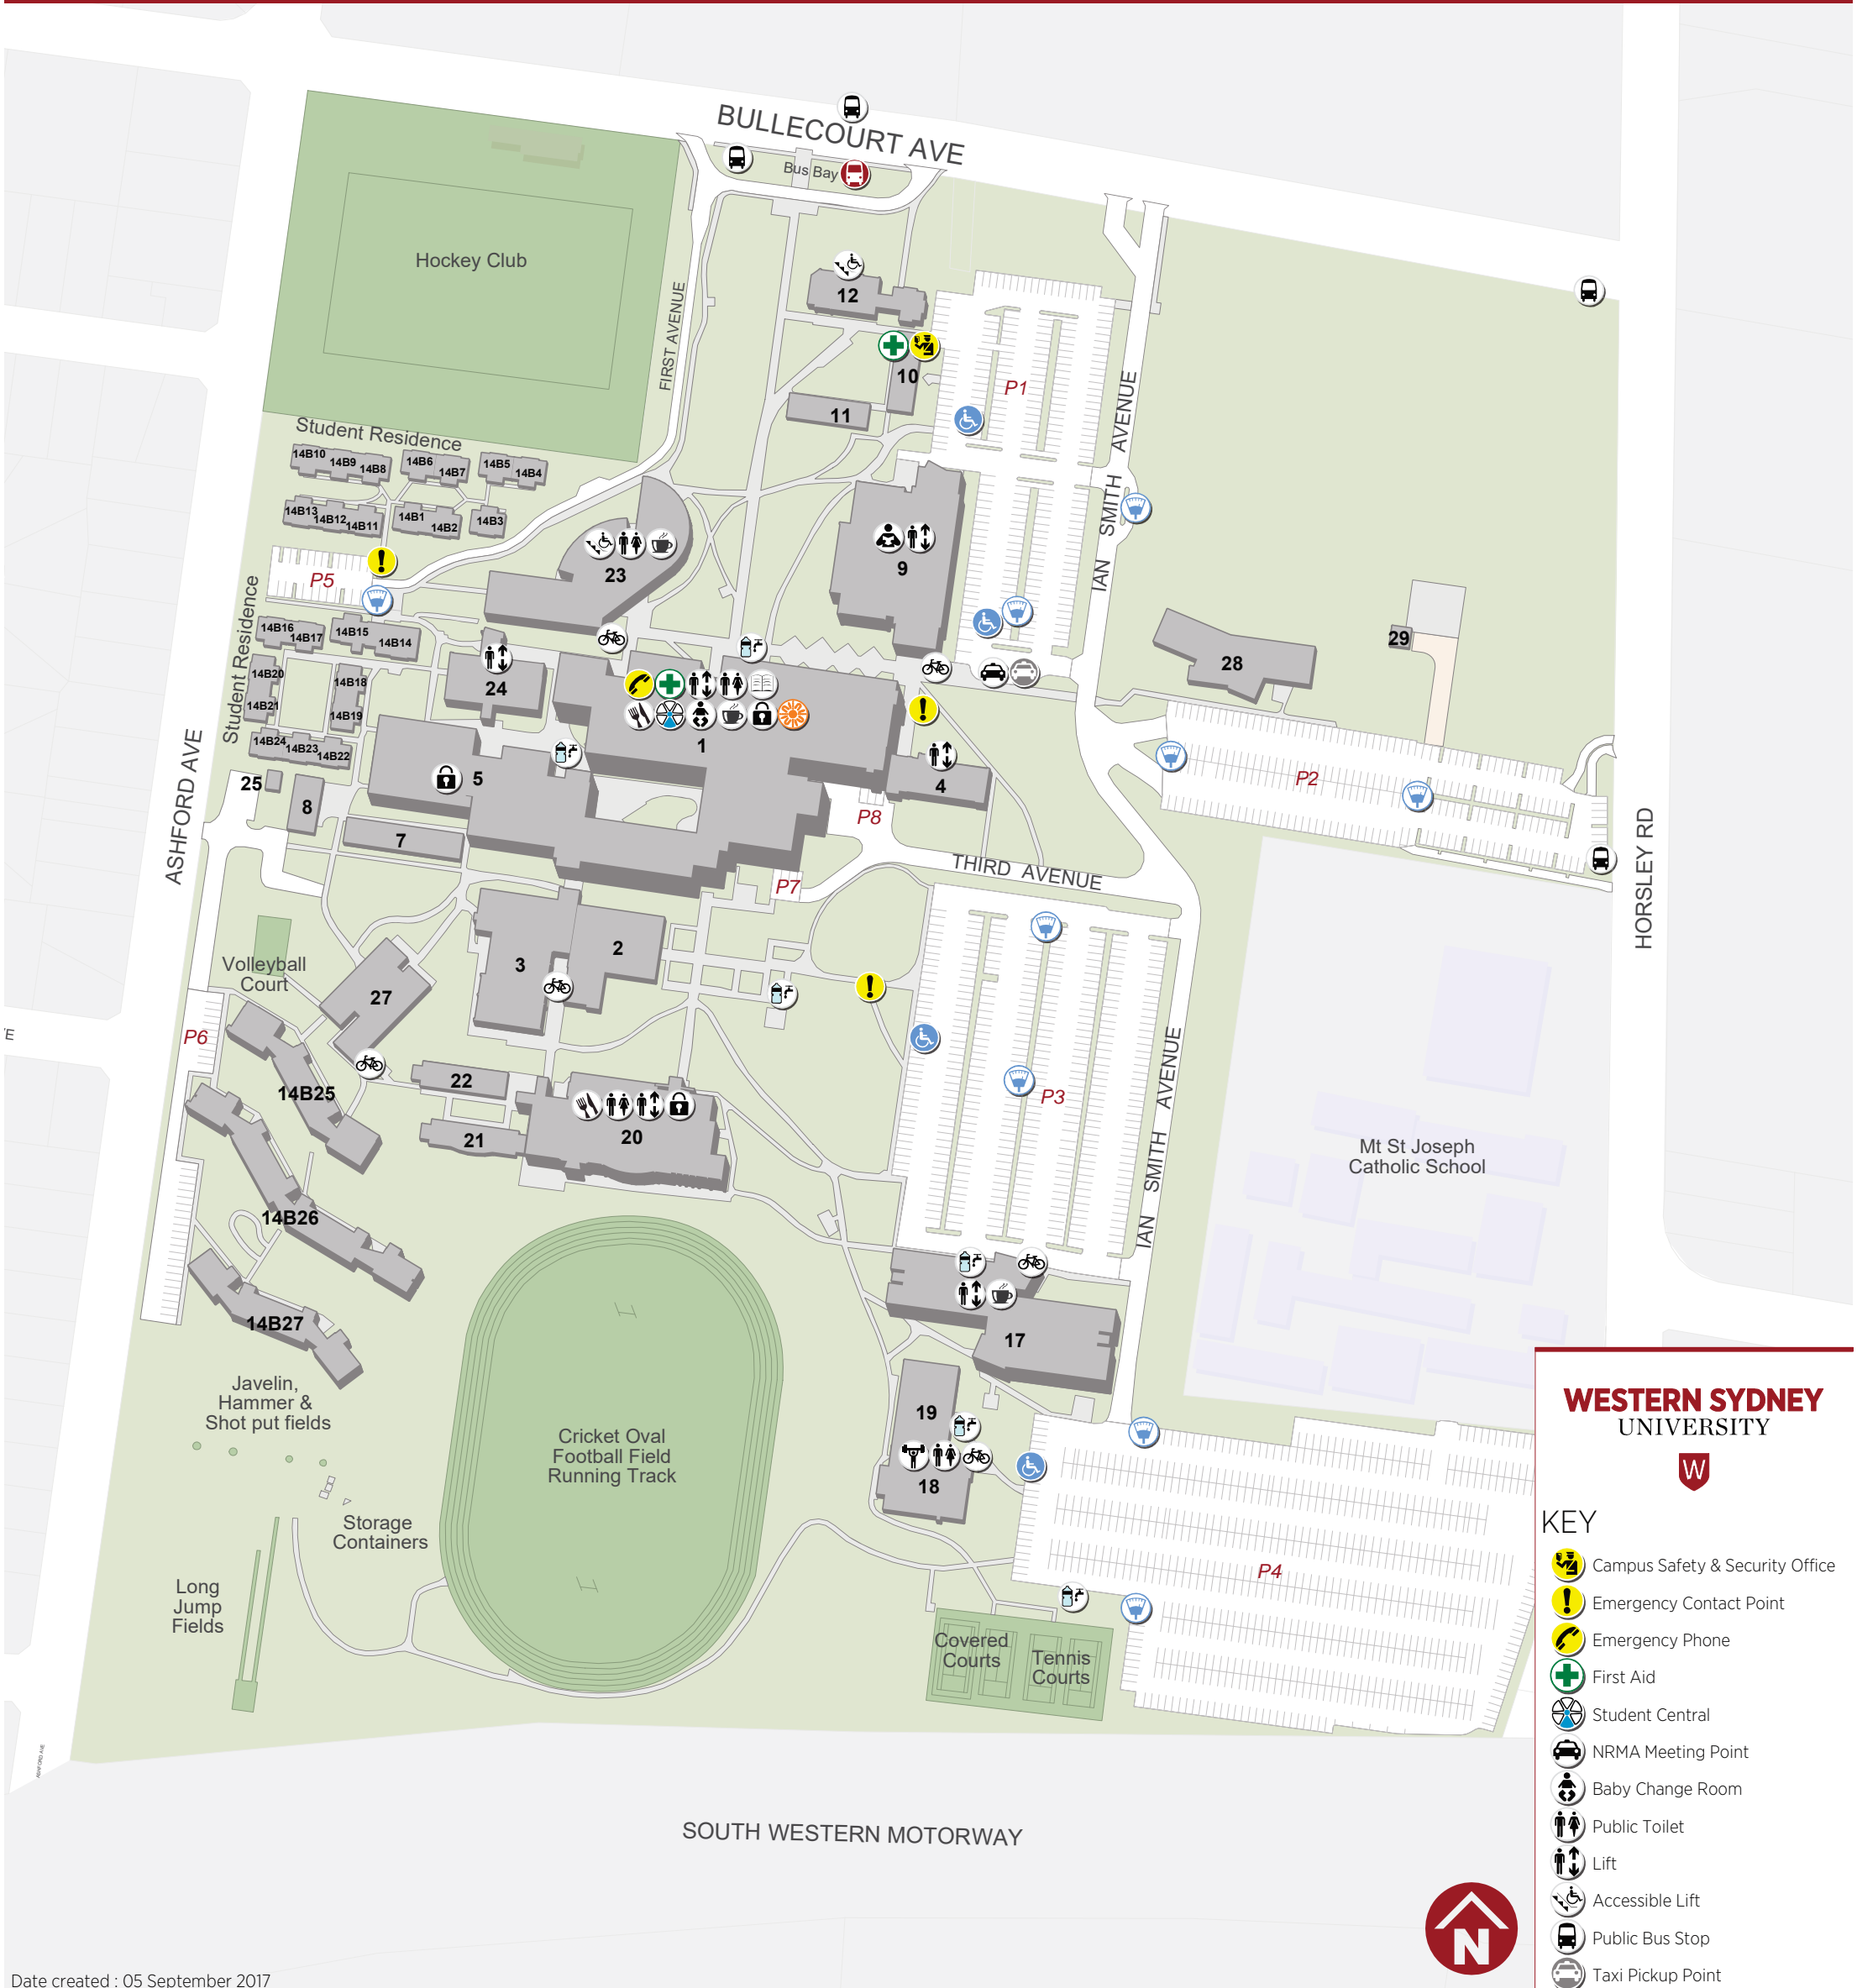 BULLECOURT AVE
Bus Bay
Hockey Club
FIRST AVENUE
12
10
11
P1
IAN SMITH AVENUE
Student Residence
14B10
14B9
14B8
14B6
14B7
14B5
14B4
14B13
14B12
14B11
14B1
14B2
14B3
P5
23
9
Student Residence
14B16
14B17
14B15
14B14
24
28
29
14B20
14B21
14B18
14B19
14B24
14B23
14B22
1
25
8
5
4
P2
7
P8
P7
THIRD AVENUE
ASHFORD AVE
HORSLEY RD
Volleyball
Court
3
2
27
P6
E
14B25
22
21
20
P3
IAN SMITH AVENUE
Mt St Joseph
Catholic School
14B26
14B27
17
Javelin,
Hammer &
Shot put fields
19
18
Cricket Oval
Football Field
Running Track
Storage
Containers
Long
Jump
Fields
P4
Covered
Courts
Tennis
Courts
ASHFORD AVE
SOUTH WESTERN MOTORWAY
N
Date created : 05 September 2017
WESTERN SYDNEY
UNIVERSITY
W
KEY
Campus Safety & Security Office
Emergency Contact Point
Emergency Phone
First Aid
Student Central
NRMA Meeting Point
Baby Change Room
Public Toilet
Lift
Accessible Lift
Public Bus Stop
Taxi Pickup Point